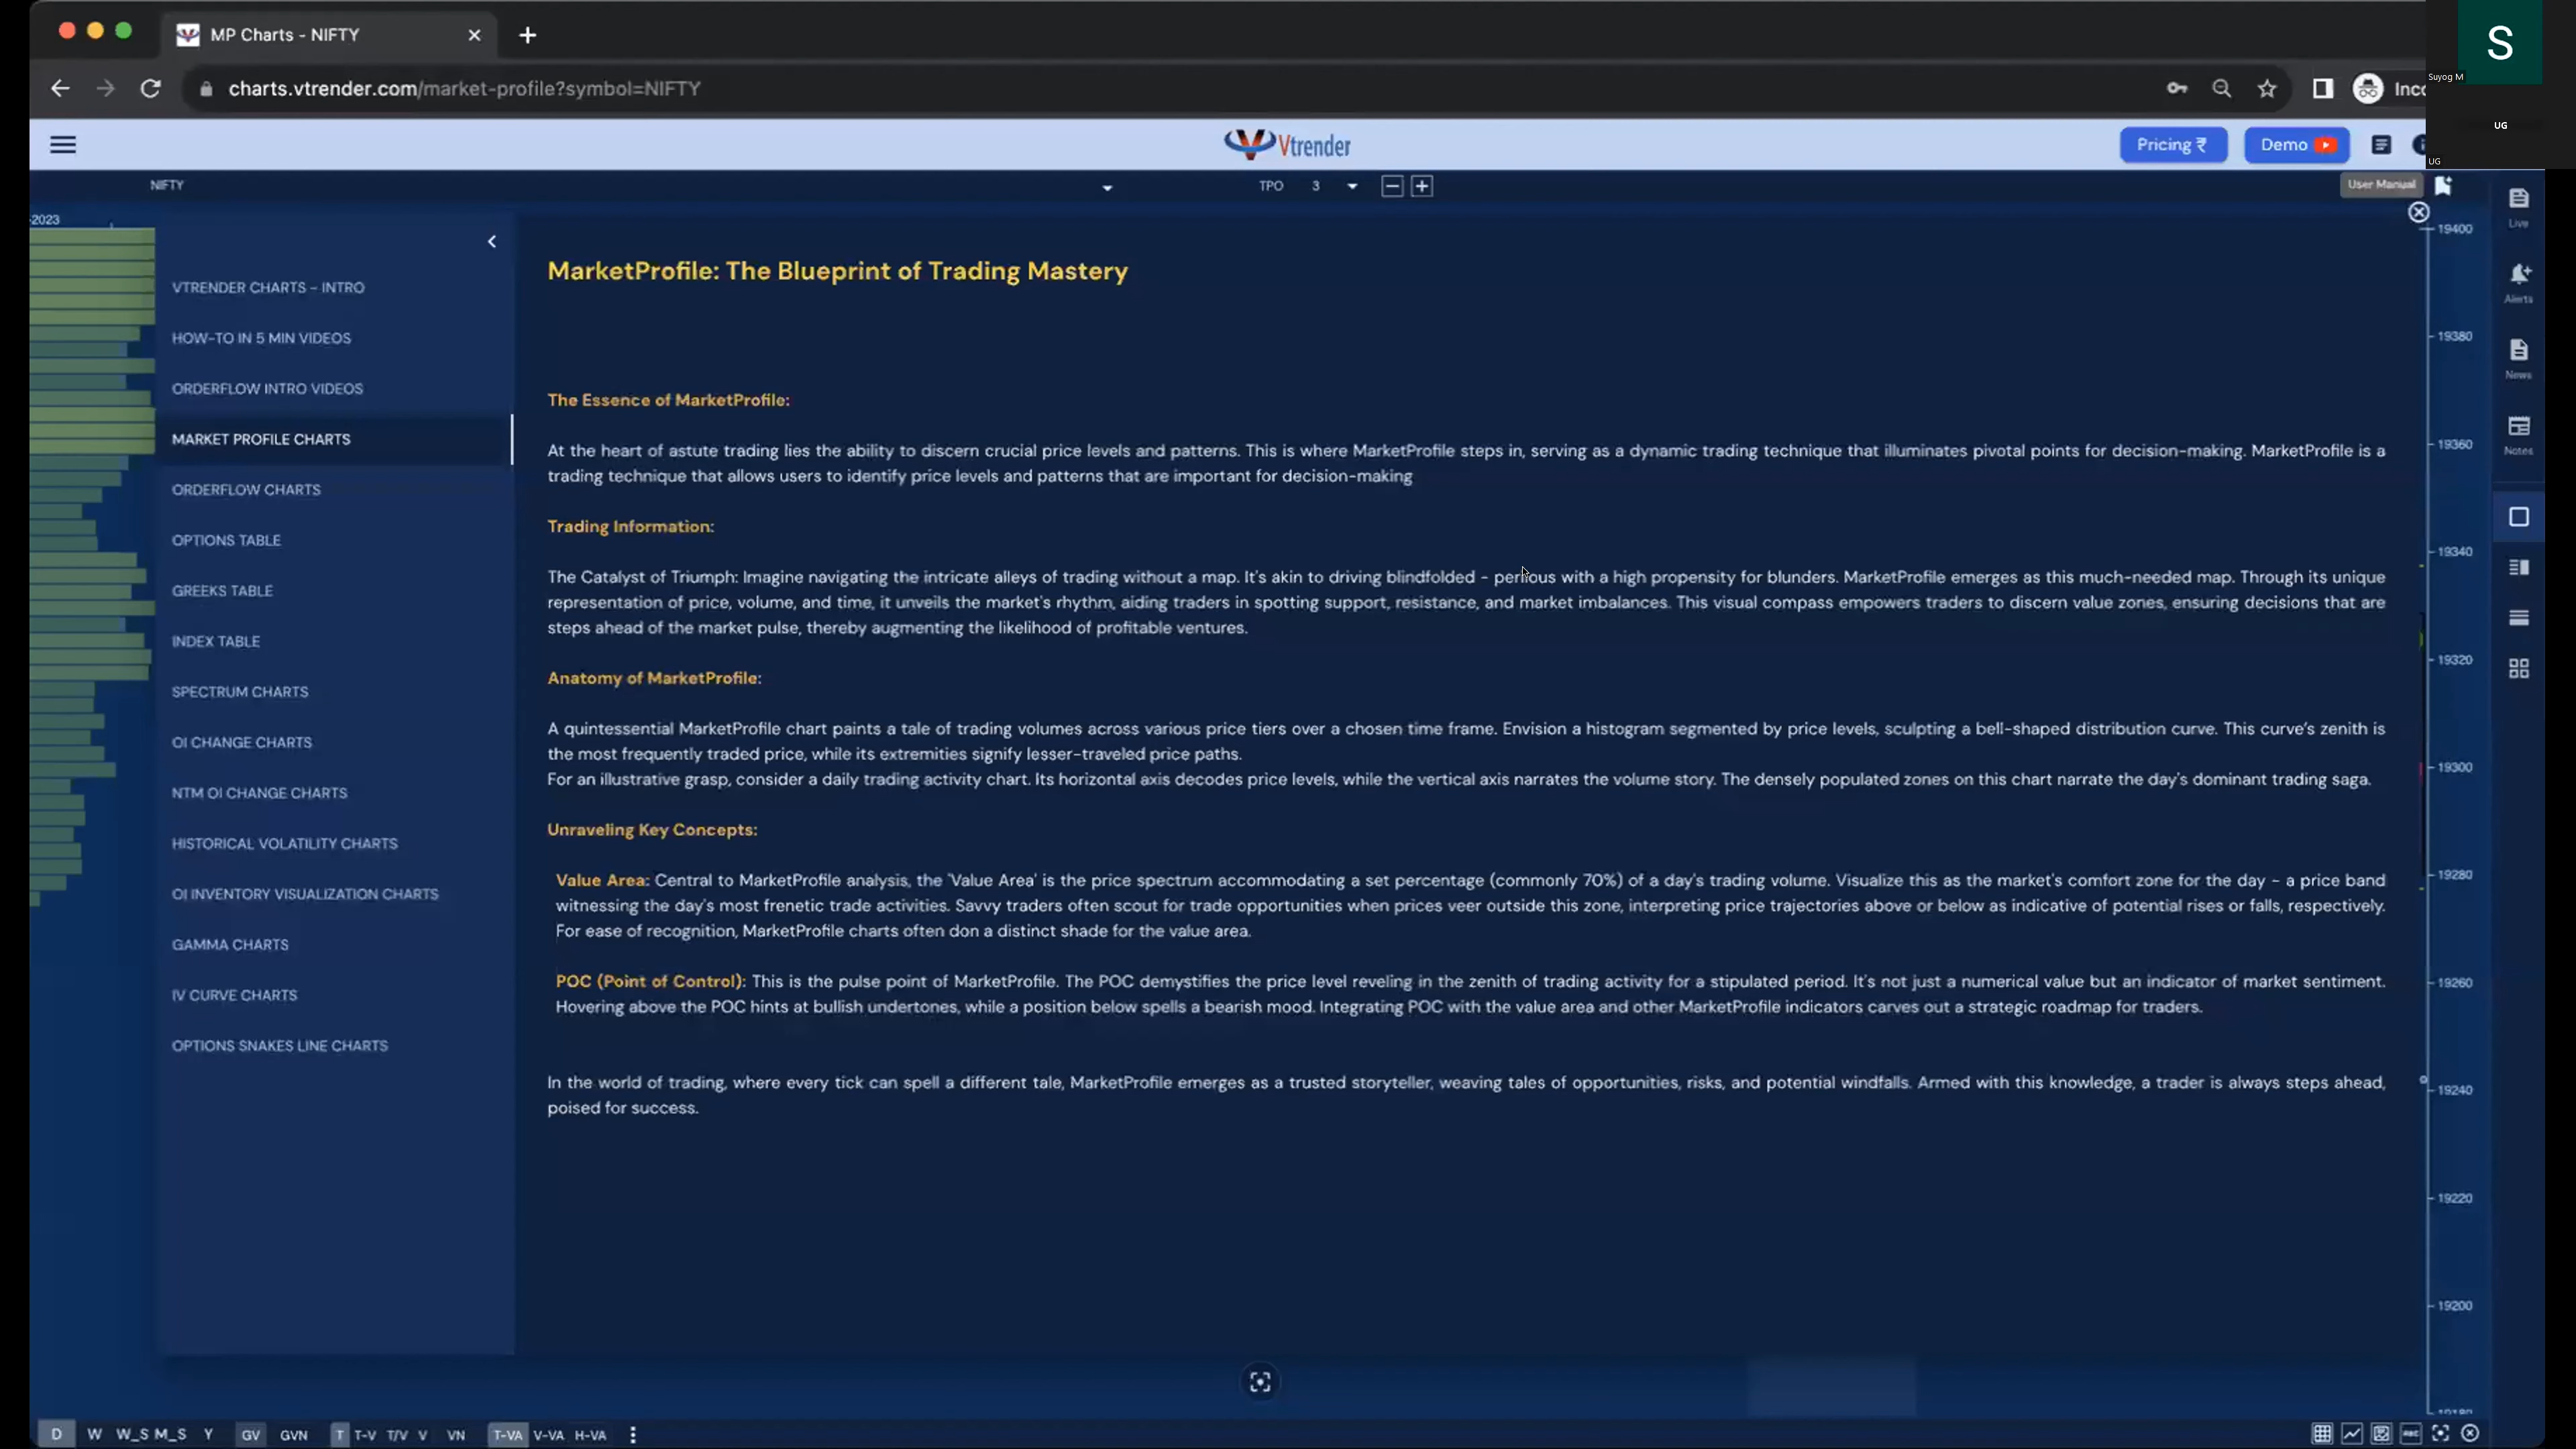 MP Charts - NIFTY
charts.vtrender.com/market-profile?symbol=NIFTY
S
Suyog M
UG
UG
Vtrender
Pricing ₹
Demo
NIFTY
TPO 3
User Manual
-2023
VTRENDER CHARTS - INTRO
HOW-TO IN 5 MIN VIDEOS
ORDERFLOW INTRO VIDEOS
MARKET PROFILE CHARTS
ORDERFLOW CHARTS
OPTIONS TABLE
GREEKS TABLE
INDEX TABLE
SPECTRUM CHARTS
OI CHANGE CHARTS
NTM OI CHANGE CHARTS
HISTORICAL VOLATILITY CHARTS
OI INVENTORY VISUALIZATION CHARTS
GAMMA CHARTS
IV CURVE CHARTS
OPTIONS SNAKES LINE CHARTS
MarketProfile: The Blueprint of Trading Mastery
The Essence of MarketProfile:
At the heart of astute trading lies the ability to discern crucial price levels and patterns. This is where MarketProfile steps in, serving as a dynamic trading technique that illuminates pivotal points for decision-making. MarketProfile is a
trading technique that allows users to identify price levels and patterns that are important for decision-making
Trading Information:
The Catalyst of Triumph: Imagine navigating the intricate alleys of trading without a map. It's akin to driving blindfolded - perilous with a high propensity for blunders. MarketProfile emerges as this much-needed map. Through its unique
representation of price, volume, and time, it unveils the market's rhythm, aiding traders in spotting support, resistance, and market imbalances. This visual compass empowers traders to discern value zones, ensuring decisions that are
steps ahead of the market pulse, thereby augmenting the likelihood of profitable ventures.
Anatomy of MarketProfile:
A quintessential MarketProfile chart paints a tale of trading volumes across various price tiers over a chosen time frame. Envision a histogram segmented by price levels, sculpting a bell-shaped distribution curve. This curve's zenith is
the most frequently traded price, while its extremities signify lesser-traveled price paths.
For an illustrative grasp, consider a daily trading activity chart. Its horizontal axis decodes price levels, while the vertical axis narrates the volume story. The densely populated zones on this chart narrate the day's dominant trading saga.
Unraveling Key Concepts:
Value Area: Central to MarketProfile analysis, the 'Value Area' is the price spectrum accommodating a set percentage (commonly 70%) of a day's trading volume. Visualize this as the market's comfort zone for the day - a price band
witnessing the day's most frenetic trade activities. Savvy traders often scout for trade opportunities when prices veer outside this zone, interpreting price trajectories above or below as indicative of potential rises or falls, respectively.
For ease of recognition, MarketProfile charts often don a distinct shade for the value area.
POC (Point of Control): This is the pulse point of MarketProfile. The POC demystifies the price level reveling in the zenith of trading activity for a stipulated period. It's not just a numerical value but an indicator of market sentiment.
Hovering above the POC hints at bullish undertones, while a position below spells a bearish mood. Integrating POC with the value area and other MarketProfile indicators carves out a strategic roadmap for traders.
In the world of trading, where every tick can spell a different tale, MarketProfile emerges as a trusted storyteller, weaving tales of opportunities, risks, and potential windfalls. Armed with this knowledge, a trader is always steps ahead,
poised for success.
19400
19380
19360
19340
19320
19300
19280
19260
19240
19220
19200
Live
Alerts
News
Notes
D W W_S M_S Y GV GVN T T-V T/V V VN T-VA V-VA H-VA